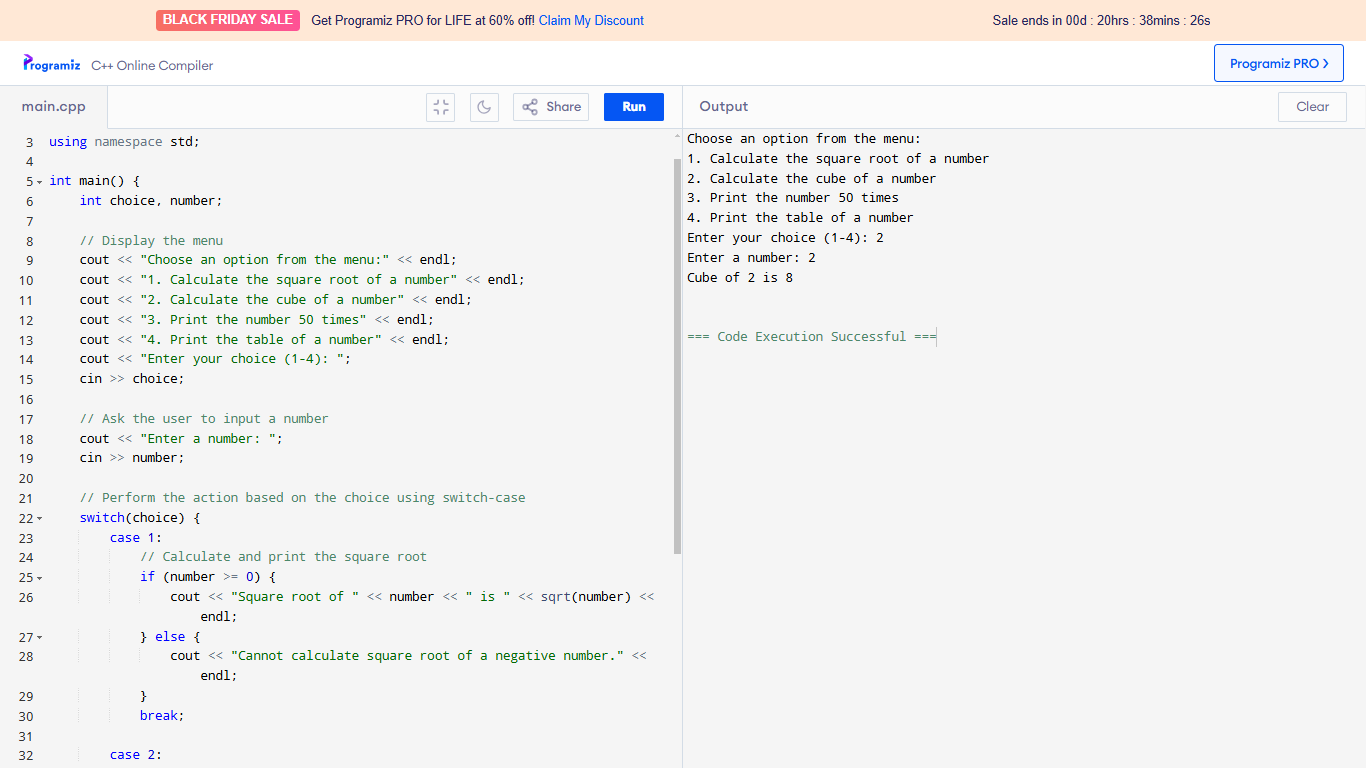 BLACK FRIDAY SALE Get Programiz PRO for LIFE at 60% off! Claim My Discount Sale ends in 00d : 20hrs : 38mins : 26s
Programiz C++ Online Compiler Programiz PRO >
main.cpp Share Run Output Clear
3 using namespace std;
4
5 int main() {
6     int choice, number;
7
8     // Display the menu
9     cout << "Choose an option from the menu:" << endl;
10     cout << "1. Calculate the square root of a number" << endl;
11     cout << "2. Calculate the cube of a number" << endl;
12     cout << "3. Print the number 50 times" << endl;
13     cout << "4. Print the table of a number" << endl;
14     cout << "Enter your choice (1-4): ";
15     cin >> choice;
16
17     // Ask the user to input a number
18     cout << "Enter a number: ";
19     cin >> number;
20
21     // Perform the action based on the choice using switch-case
22     switch(choice) {
23         case 1:
24             // Calculate and print the square root
25             if (number >= 0) {
26                 cout << "Square root of " << number << " is " << sqrt(number) <<
                    endl;
27             } else {
28                 cout << "Cannot calculate square root of a negative number." <<
                    endl;
29             }
30             break;
31
32         case 2:
Choose an option from the menu:
1. Calculate the square root of a number
2. Calculate the cube of a number
3. Print the number 50 times
4. Print the table of a number
Enter your choice (1-4): 2
Enter a number: 2
Cube of 2 is 8
=== Code Execution Successful ===